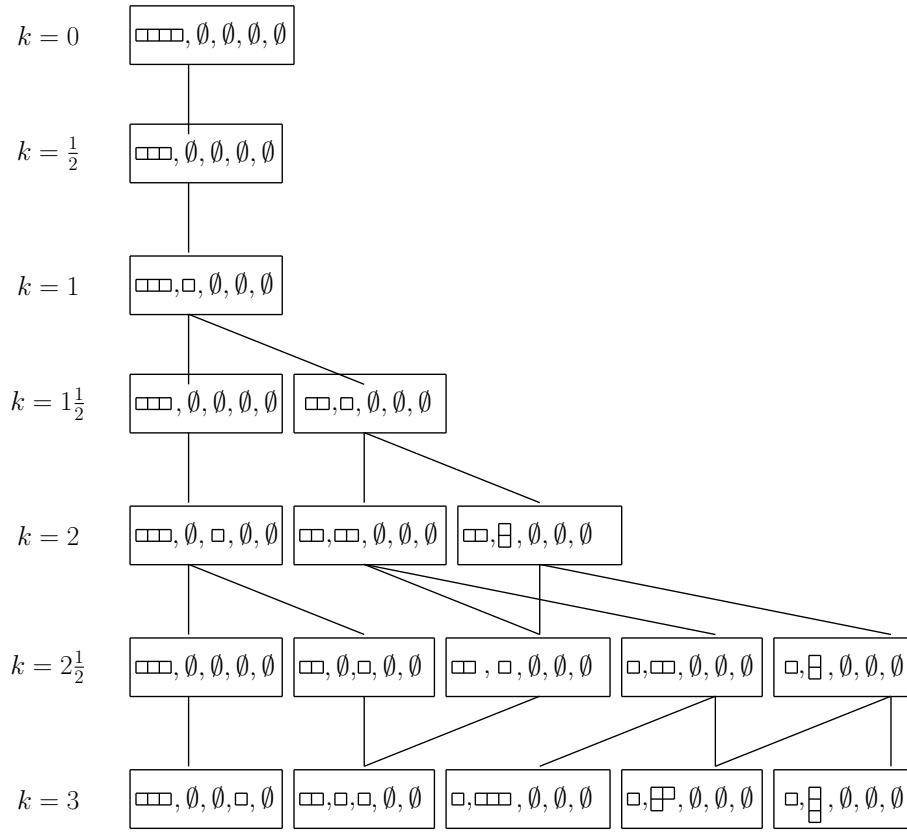 k = 0 , ∅, ∅, ∅, ∅
k = 1/2 , ∅, ∅, ∅, ∅
k = 1 , , ∅, ∅, ∅
k = 1 1/2 , ∅, ∅, ∅, ∅ , , ∅, ∅, ∅
k = 2 , ∅, , ∅, ∅ , , ∅, ∅, ∅ , , ∅, ∅, ∅
k = 2 1/2 , ∅, ∅, ∅, ∅ , ∅, , ∅, ∅ , , ∅, ∅, ∅ , , ∅, ∅, ∅ , , ∅, ∅, ∅
k = 3 , ∅, ∅, , ∅ , , , ∅, ∅ , , ∅, ∅, ∅ , , ∅, ∅, ∅ , , ∅, ∅, ∅